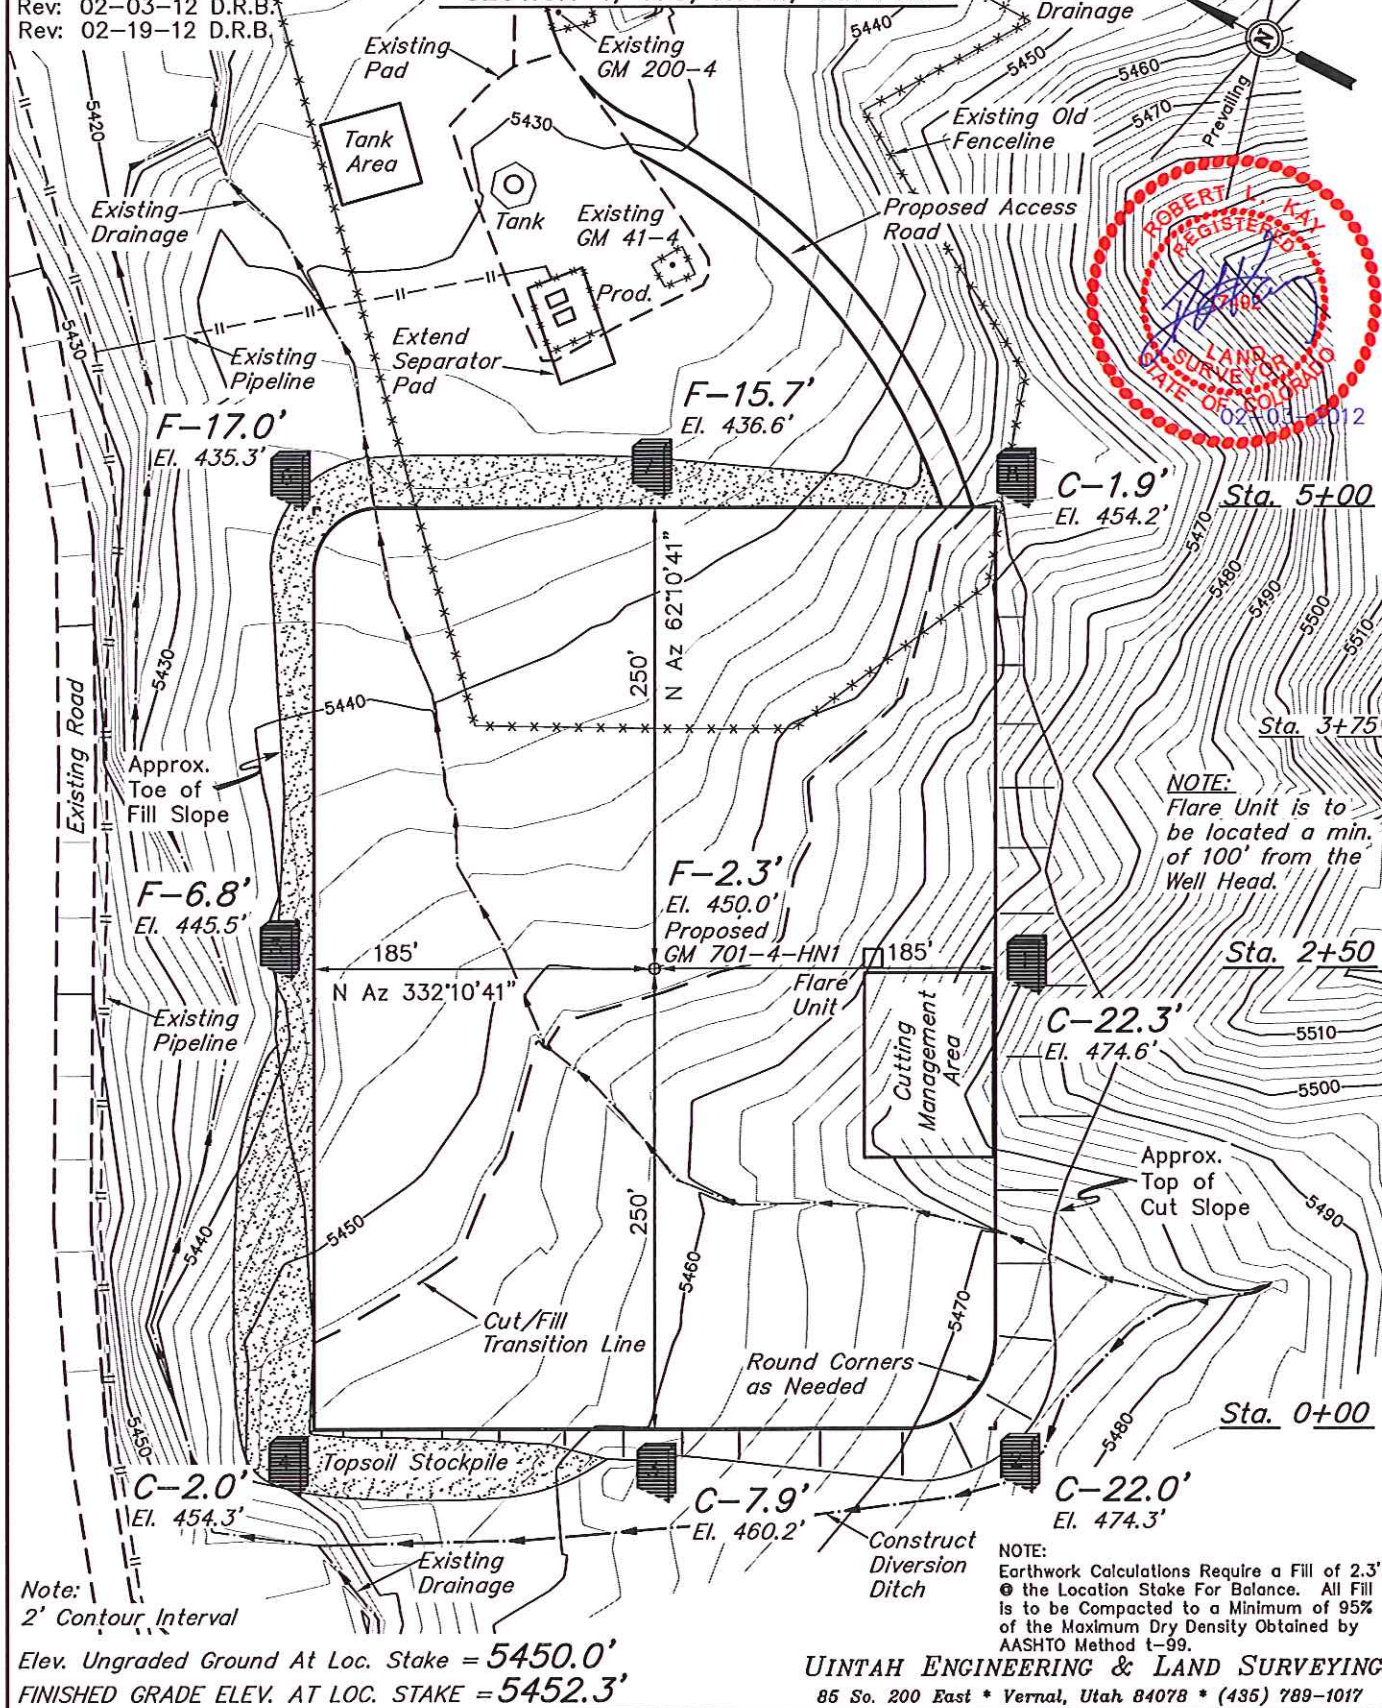 Rev: 02-03-12 D.R.B.
Rev: 02-19-12 D.R.B.
Existing
Pad
Existing
GM 200-4
Drainage
5440
5450
5460
5470
Prevailing
N
5420
5430
Tank
Area
Existing Old
Fenceline
Tank
Existing
Drainage
Existing
GM 41-4
Proposed Access
Road
ROBERT L. KAY
REGISTERED
LAND
SURVEYOR
STATE OF COLORADO
02-03-2012
Prod.
5430
Existing
Pipeline
Extend
Separator
Pad
F-17.0'
El. 435.3'
F-15.7'
El. 436.6'
C-1.9'
El. 454.2'
6
7
8
Sta. 5+00
5470
5480
5490
5500
5510
N Az 62°10'41"
250'
5430
5440
Existing Road
Approx.
Toe of
Fill Slope
Sta. 3+75
NOTE:
Flare Unit is to
be located a min.
of 100' from the
Well Head.
F-6.8'
El. 445.5'
5
F-2.3'
El. 450.0'
Proposed
GM 701-4-HN1
185'
185'
N Az 332°10'41"
Flare
Unit
1
Sta. 2+50
Existing
Pipeline
Cutting
Management
Area
C-22.3'
El. 474.6'
5510
5500
Approx.
Top of
Cut Slope
5490
250'
5440
5450
5460
5470
Cut/Fill
Transition Line
Round Corners
as Needed
Sta. 0+00
5480
5450
4
Topsoil Stockpile
3
2
C-2.0'
El. 454.3'
C-7.9'
El. 460.2'
C-22.0'
El. 474.3'
Existing
Drainage
Construct
Diversion
Ditch
Note:
2' Contour Interval
NOTE:
Earthwork Calculations Require a Fill of 2.3'
@ the Location Stake For Balance. All Fill
is to be Compacted to a Minimum of 95%
of the Maximum Dry Density Obtained by
AASHTO Method t-99.
Elev. Ungraded Ground At Loc. Stake = 5450.0'
FINISHED GRADE ELEV. AT LOC. STAKE = 5452.3'
UINTAH ENGINEERING & LAND SURVEYING
85 So. 200 East * Vernal, Utah 84078 * (435) 789-1017